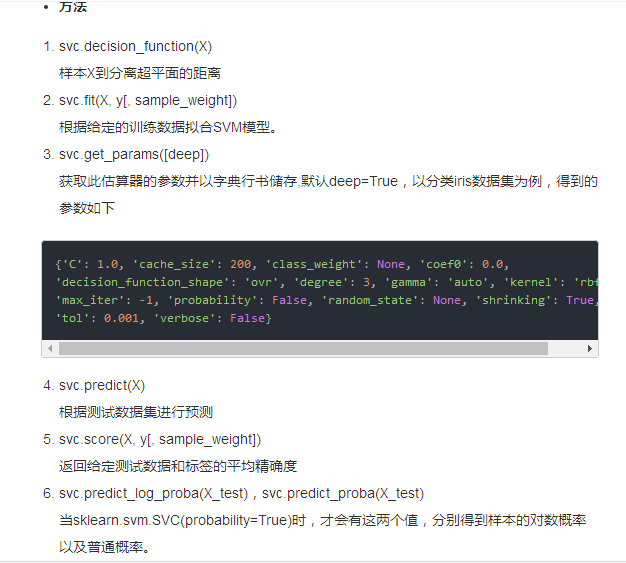 • 方法
1. svc.decision_function(X)
样本X到分离超平面的距离
2. svc.fit(X, y[, sample_weight])
根据给定的训练数据拟合SVM模型。
3. svc.get_params([deep])
获取此估算器的参数并以字典行书储存,默认deep=True，以分类iris数据集为例，得到的
参数如下
{'C': 1.0, 'cache_size': 200, 'class_weight': None, 'coef0': 0.0,
'decision_function_shape': 'ovr', 'degree': 3, 'gamma': 'auto', 'kernel': 'rbf
'max_iter': -1, 'probability': False, 'random_state': None, 'shrinking': True,
'tol': 0.001, 'verbose': False}
4. svc.predict(X)
根据测试数据集进行预测
5. svc.score(X, y[, sample_weight])
返回给定测试数据和标签的平均精确度
6. svc.predict_log_proba(X_test)，svc.predict_proba(X_test)
当sklearn.svm.SVC(probability=True)时，才会有这两个值，分别得到样本的对数概率
以及普通概率。